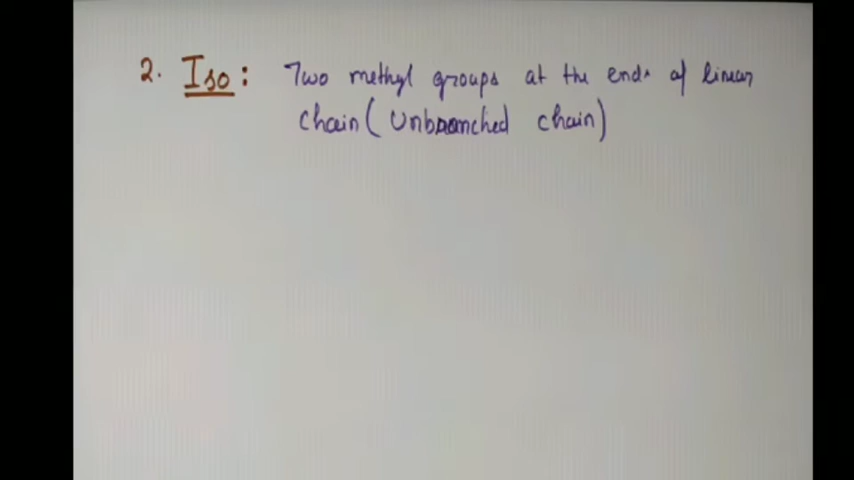 2. Iso: Two methyl groups at the ends of linear
chain (Unbranched chain)